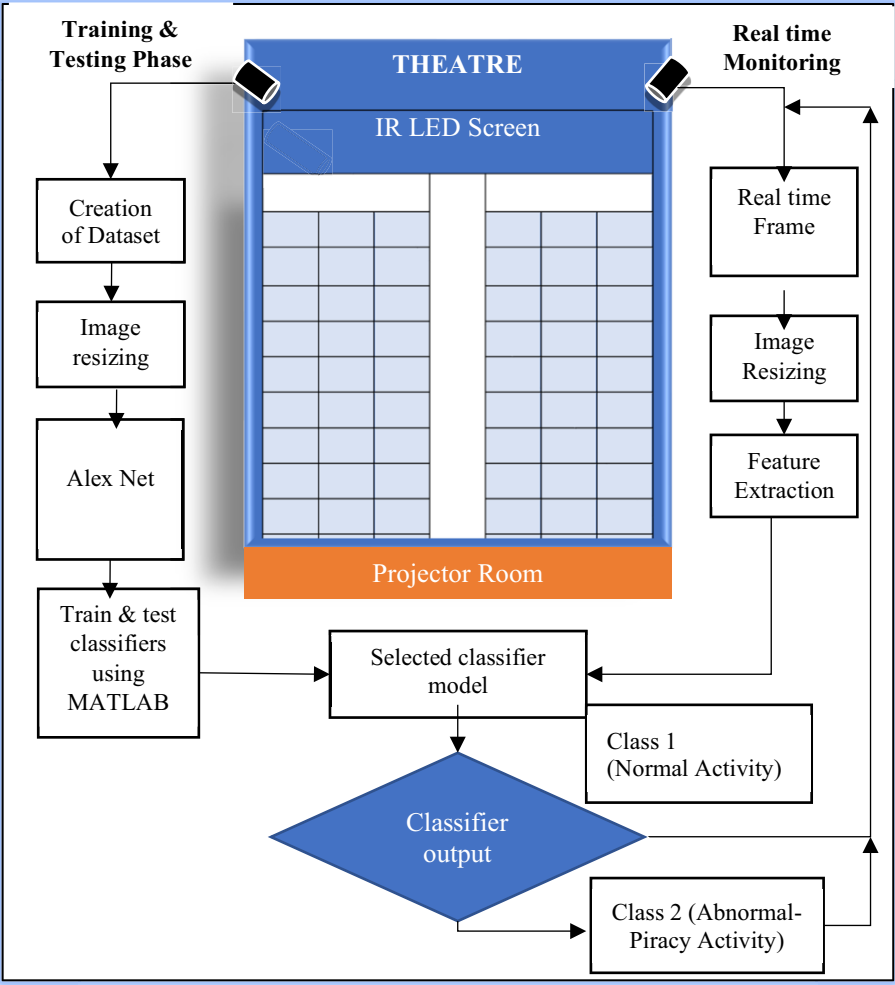 Training &
Testing Phase
THEATRE
Real time
Monitoring
IR LED Screen
Creation
of Dataset
Image
resizing
Alex Net
Train & test
classifiers
using
MATLAB
Real time
Frame
Image
Resizing
Feature
Extraction
Projector Room
Selected classifier
model
Class 1
(Normal Activity)
Classifier
output
Class 2 (Abnormal-
Piracy Activity)